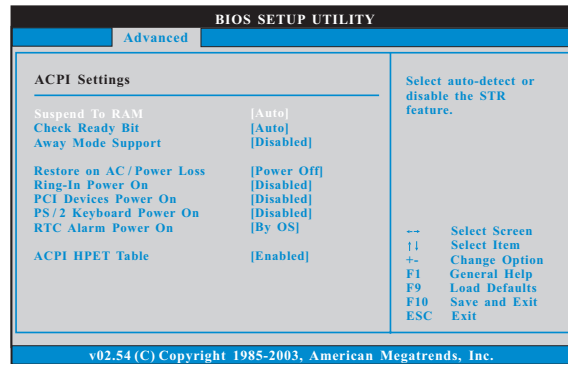 BIOS SETUP UTILITY
Advanced
ACPI Settings
Suspend To RAM [Auto]
Check Ready Bit [Auto]
Away Mode Support [Disabled]
Restore on AC / Power Loss [Power Off]
Ring-In Power On [Disabled]
PCI Devices Power On [Disabled]
PS / 2 Keyboard Power On [Disabled]
RTC Alarm Power On [By OS]
ACPI HPET Table [Enabled]
Select auto-detect or
disable the STR
feature.
←→ Select Screen
↑↓ Select Item
+- Change Option
F1 General Help
F9 Load Defaults
F10 Save and Exit
ESC Exit
v02.54 (C) Copyright 1985-2003, American Megatrends, Inc.